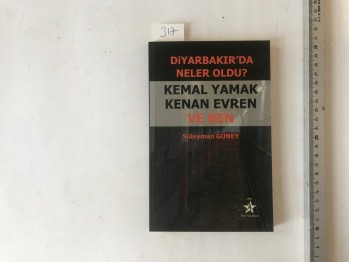 317
DİYARBAKIR'DA
NELER OLDU?
KEMAL YAMAK
KENAN EVREN
VE BEN
Süleyman GÜNEY